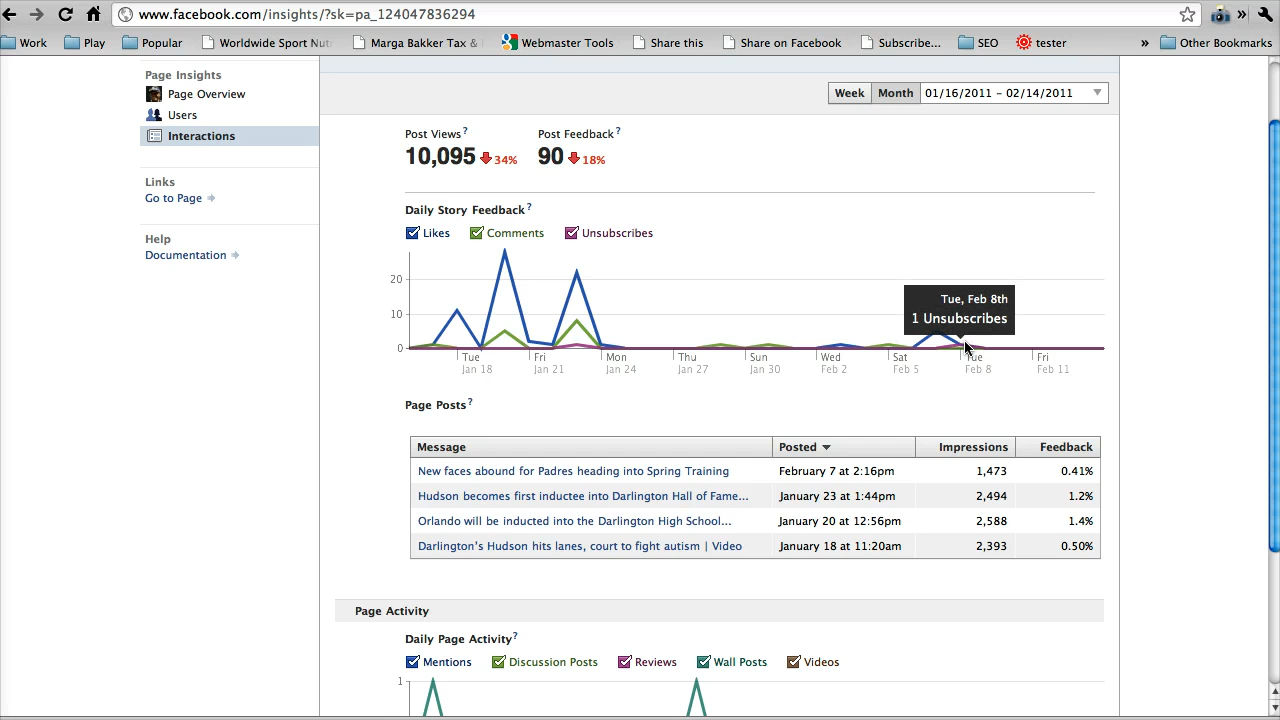 www.facebook.com/insights/?sk=pa_124047836294
Work Play Popular Worldwide Sport Nut Marga Bakker Tax & Webmaster Tools Share this Share on Facebook Subscribe... SEO tester » Other Bookmarks
Page Insights
Page Overview
Users
Interactions
Links
Go to Page
Help
Documentation
Week Month 01/16/2011 - 02/14/2011
Post Views? Post Feedback?
10,095 34% 90 18%
Daily Story Feedback?
Likes Comments Unsubscribes
20
10
0
Tue, Feb 8th
1 Unsubscribes
Tue Fri Mon Thu Sun Wed Sat Tue Fri
Jan 18 Jan 21 Jan 24 Jan 27 Jan 30 Feb 2 Feb 5 Feb 8 Feb 11
Page Posts?
Message Posted Impressions Feedback
New faces abound for Padres heading into Spring Training February 7 at 2:16pm 1,473 0.41%
Hudson becomes first inductee into Darlington Hall of Fame... January 23 at 1:44pm 2,494 1.2%
Orlando will be inducted into the Darlington High School... January 20 at 12:56pm 2,588 1.4%
Darlington's Hudson hits lanes, court to fight autism | Video January 18 at 11:20am 2,393 0.50%
Page Activity
Daily Page Activity?
Mentions Discussion Posts Reviews Wall Posts Videos
1